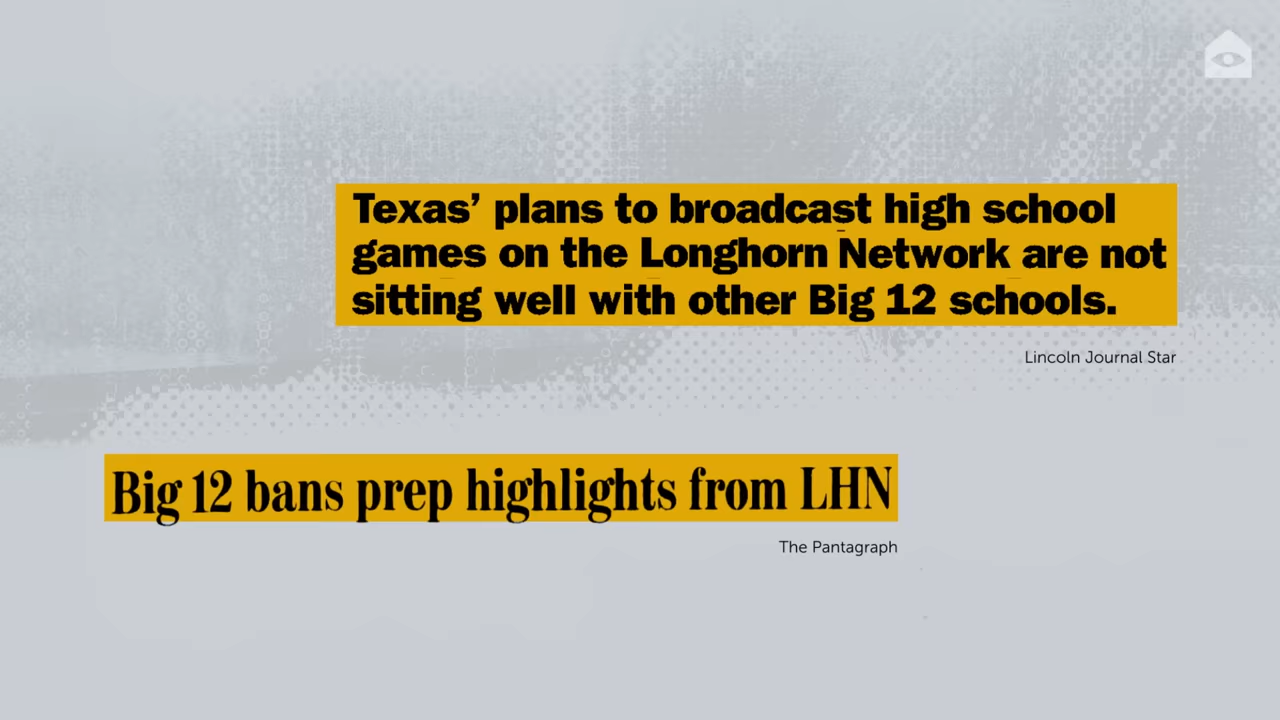 Texas’ plans to broadcast high school
games on the Longhorn Network are not
sitting well with other Big 12 schools.
Lincoln Journal Star
Big 12 bans prep highlights from LHN
The Pantagraph